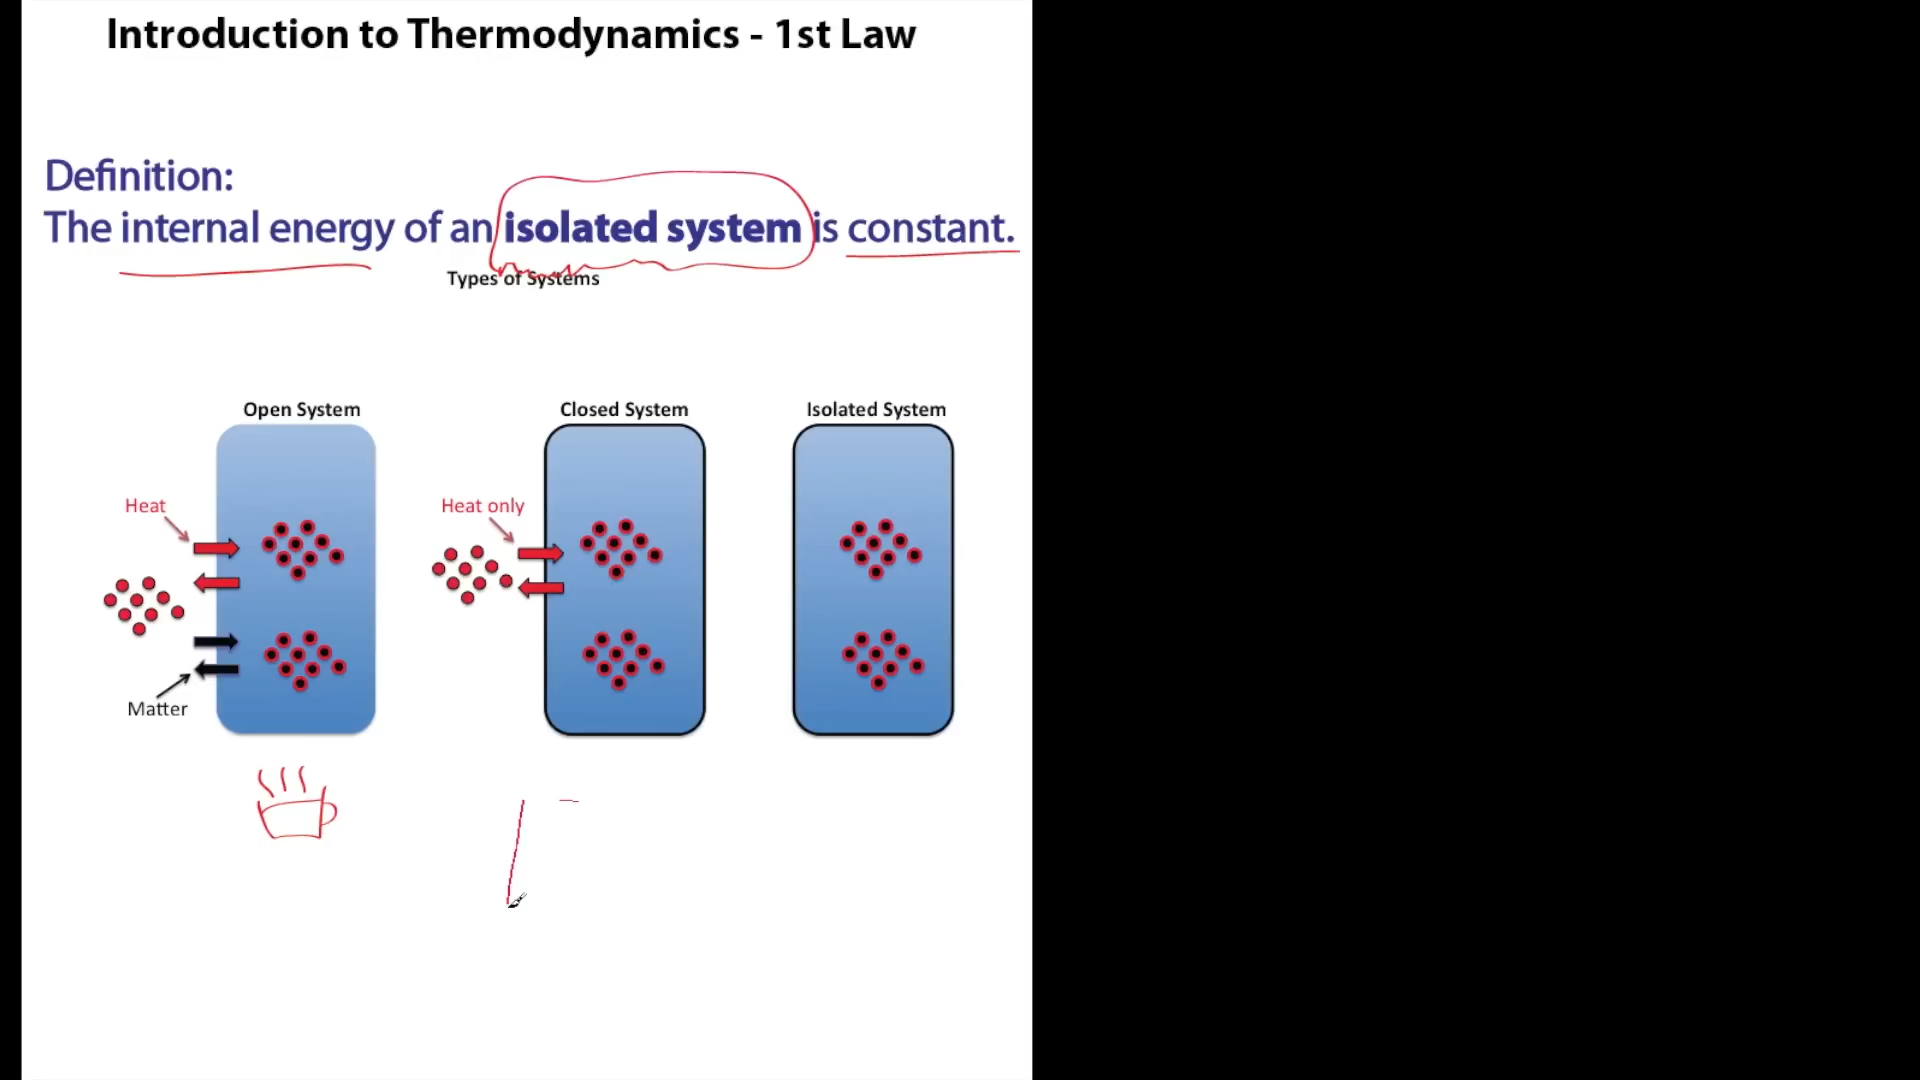 Introduction to Thermodynamics - 1st Law
Definition:
The internal energy of an isolated system is constant.
Types of Systems
Open System
Closed System
Isolated System
Heat
Heat only
Matter